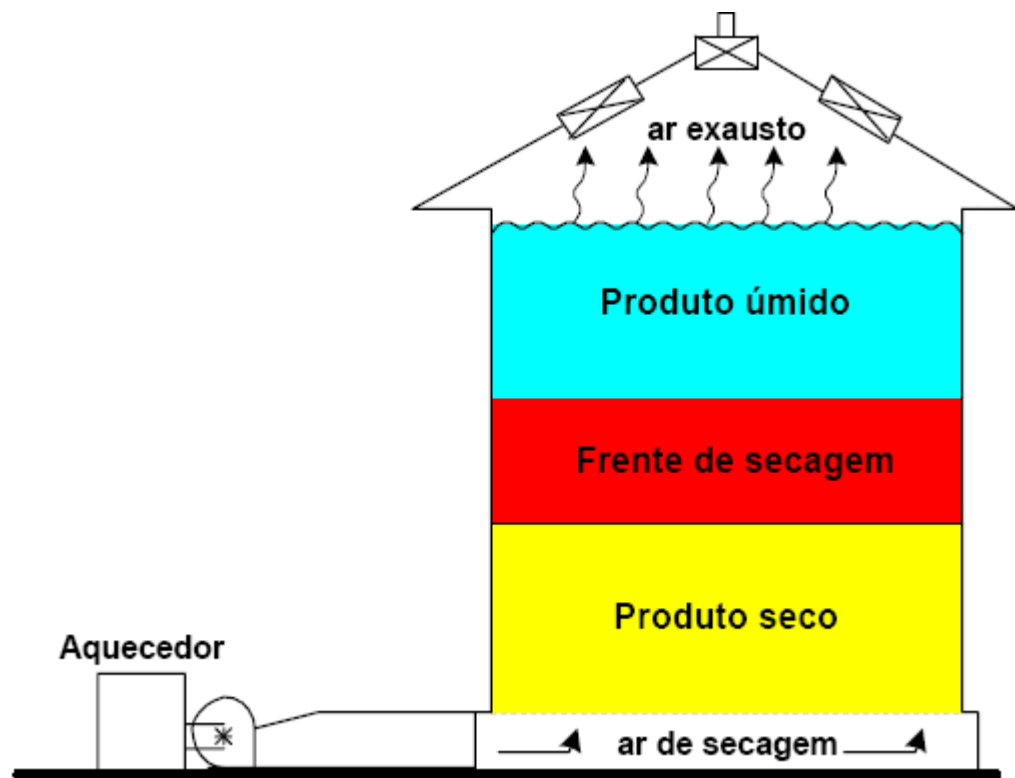 ar exausto
Produto úmido
Frente de secagem
Produto seco
Aquecedor
ar de secagem